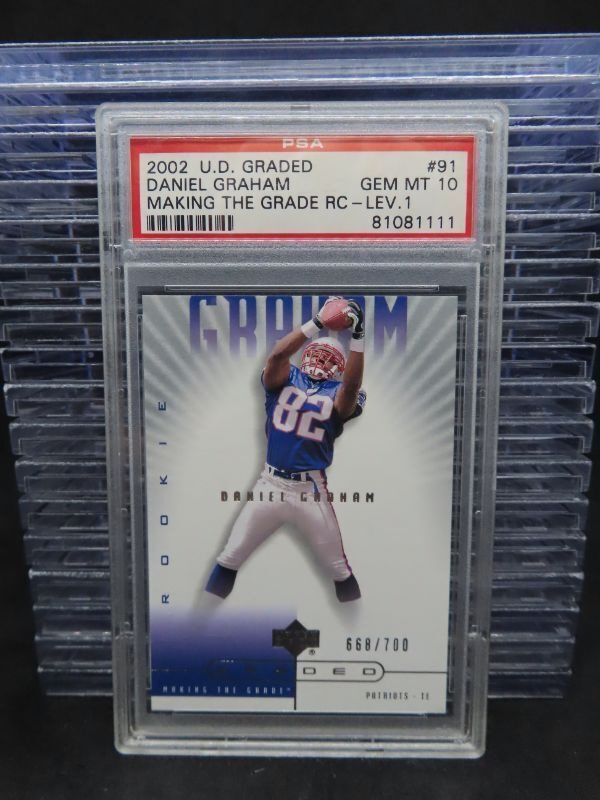 PSA
2002 U.D. GRADED #91
DANIEL GRAHAM GEM MT 10
MAKING THE GRADE RC-LEV.1
81081111
GRAHAM
ROOKIE
82
DANIEL GRAHAM
668/700
GRADED
MAKING THE GRADE
PATRIOTS - TE